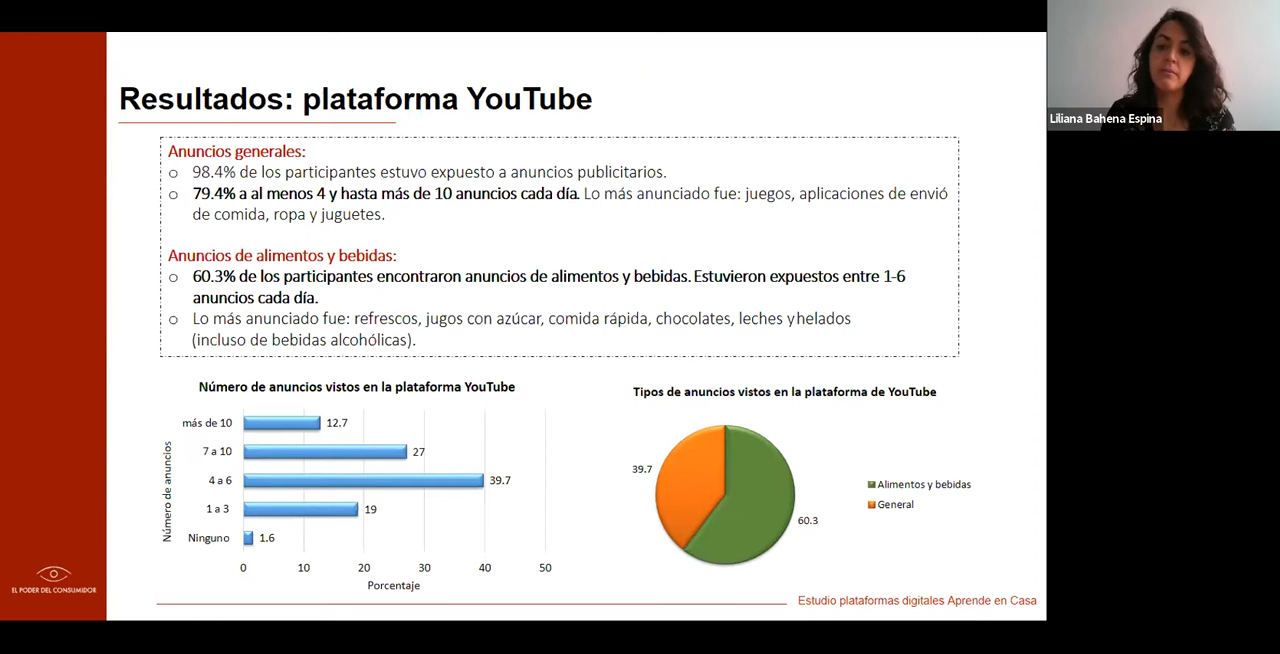 Resultados: plataforma YouTube
Anuncios generales:
o 98.4% de los participantes estuvo expuesto a anuncios publicitarios.
o 79.4% a al menos 4 y hasta más de 10 anuncios cada día. Lo más anunciado fue: juegos, aplicaciones de envió
de comida, ropa y juguetes.
Anuncios de alimentos y bebidas:
o 60.3% de los participantes encontraron anuncios de alimentos y bebidas. Estuvieron expuestos entre 1-6
anuncios cada día.
o Lo más anunciado fue: refrescos, jugos con azúcar, comida rápida, chocolates, leches y helados
(incluso de bebidas alcohólicas).
Número de anuncios vistos en la plataforma YouTube
Número de anuncios
más de 10 12.7
7 a 10 27
4 a 6 39.7
1 a 3 19
Ninguno 1.6
0 10 20 30 40 50
Porcentaje
Tipos de anuncios vistos en la plataforma de YouTube
39.7
60.3
Alimentos y bebidas
General
EL PODER DEL CONSUMIDOR
Estudio plataformas digitales Aprende en Casa
Liliana Bahena Espina